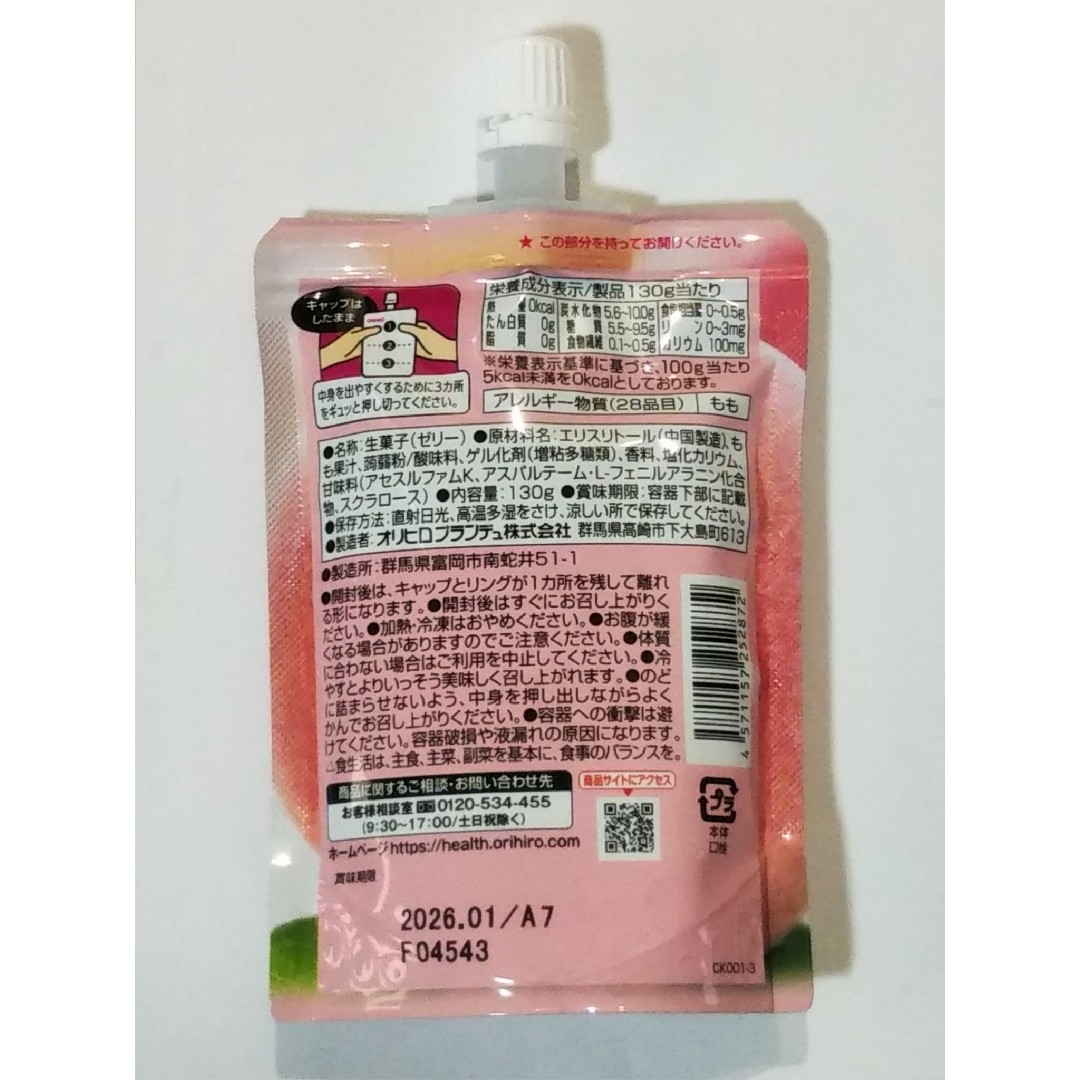 ★ この部分を持ってお開けください。
キャップは
したまま
①
②
③
中身を出やすくするために3カ所
をギュッと押し切ってください。
栄養成分表示/製品130g当たり
熱量 0kcal 炭水化物 5.6~10.0g 食塩相当量 0~0.5g
たん白質 0g 糖質 5.5~9.5g リン 0~3mg
脂質 0g 食物繊維 0.1~0.5g カリウム 100mg
※栄養表示基準に基づき、100g当たり
5kcal未満を0kcalとしております。
アレルギー物質(28品目) もも
●名称:生菓子(ゼリー) ●原材料名:エリスリトール(中国製造)、も
も果汁、蒟蒻粉/酸味料、ゲル化剤(増粘多糖類)、香料、塩化カリウム、
甘味料(アセスルファムK、アスパルテーム・L-フェニルアラニン化合
物、スクラロース) ●内容量:130g ●賞味期限:容器下部に記載
●保存方法:直射日光、高温多湿をさけ、涼しい所で保存してください。
●製造者:オリヒロプランデュ株式会社 群馬県高崎市下大島町613
●製造所:群馬県富岡市南蛇井51-1
●開封後は、キャップとリングが1カ所を残して離れ
る形になります。●開封後はすぐにお召し上がりく
ださい。●加熱・冷凍はおやめください。●お腹が緩
くなる場合がありますのでご注意ください。●体質
に合わない場合はご利用を中止してください。●冷
やすとよりいっそう美味しく召し上がれます。●のど
に詰まらせないよう、中身を押し出しながらよく
かんでお召し上がりください。●容器への衝撃は避
けてください。容器破損や液漏れの原因になります。
△食生活は、主食、主菜、副菜を基本に、食事のバランスを。
4 571157 252872
商品に関するご相談・お問い合わせ先
お客様相談室 0120-534-455
(9:30~17:00/土日祝除く)
ホームページhttps://health.orihiro.com
商品サイトにアクセス
プラ
本体
口栓
賞味期限
2026.01/A7
F04543
CK001-3